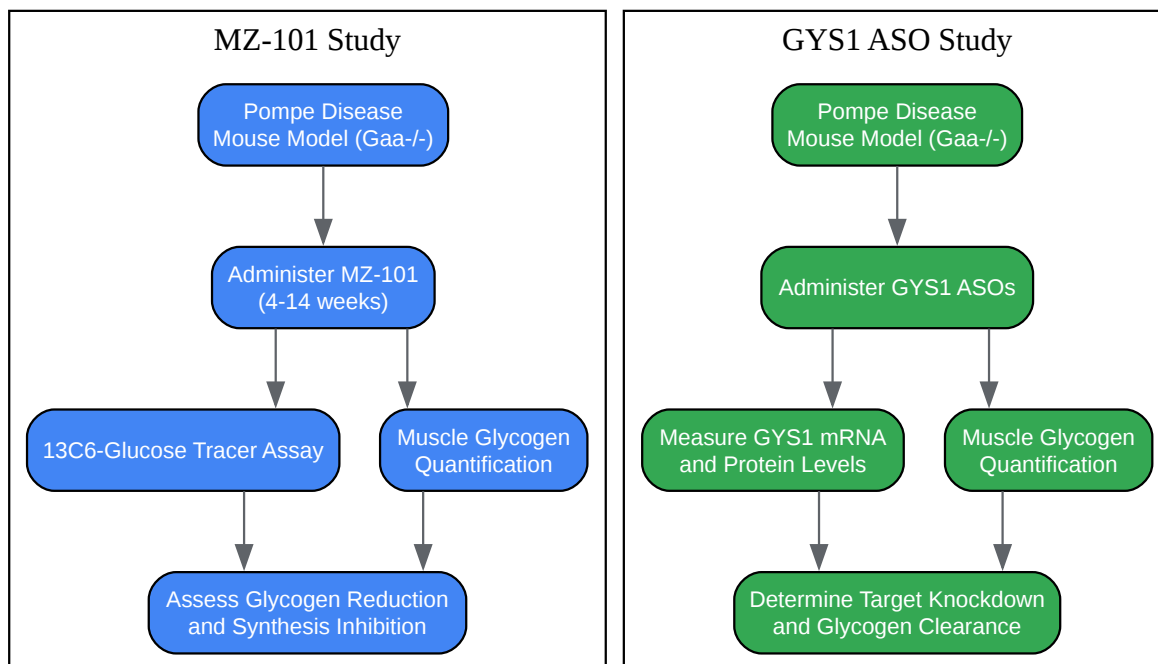 MZ-101 Study
Pompe Disease
Mouse Model (Gaa-/-)
Administer MZ-101
(4-14 weeks)
13C6-Glucose Tracer Assay
Muscle Glycogen
Quantification
Assess Glycogen Reduction
and Synthesis Inhibition
GYS1 ASO Study
Pompe Disease
Mouse Model (Gaa-/-)
Administer GYS1 ASOs
Measure GYS1 mRNA
and Protein Levels
Muscle Glycogen
Quantification
Determine Target Knockdown
and Glycogen Clearance